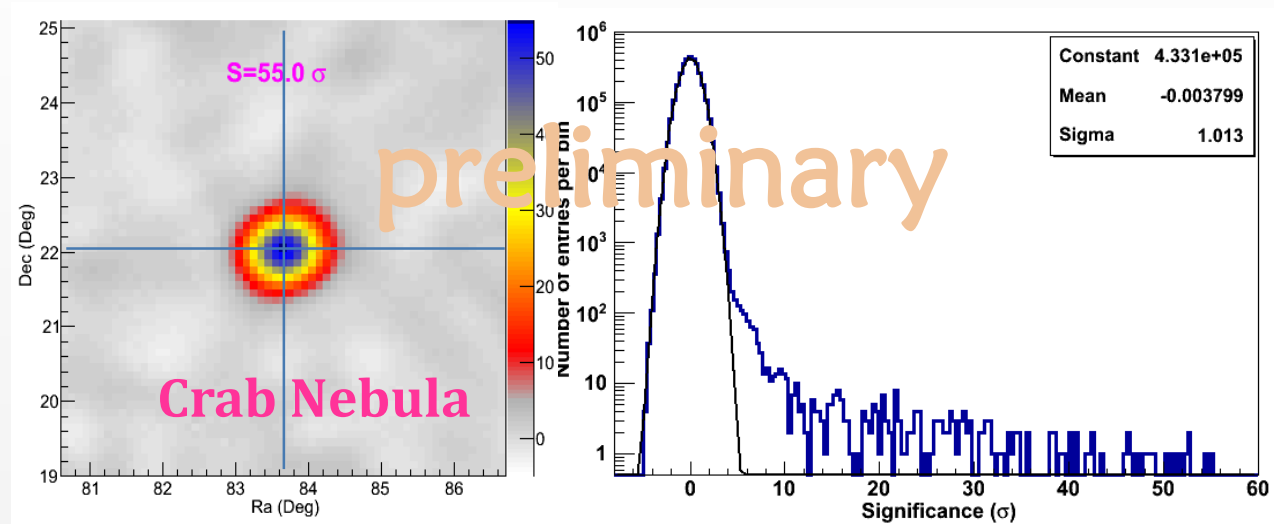 S=55.0 σ
Crab Nebula
Dec (Deg)
25
24
23
22
21
20
19
81 82 83 84 85 86
Ra (Deg)
50
40
30
20
10
0
preliminary
Number of entries per bin
10⁶
10⁵
10⁴
10³
10²
10
1
0 10 20 30 40 50 60
Significance (σ)
Constant 4.331e+05
Mean -0.003799
Sigma 1.013